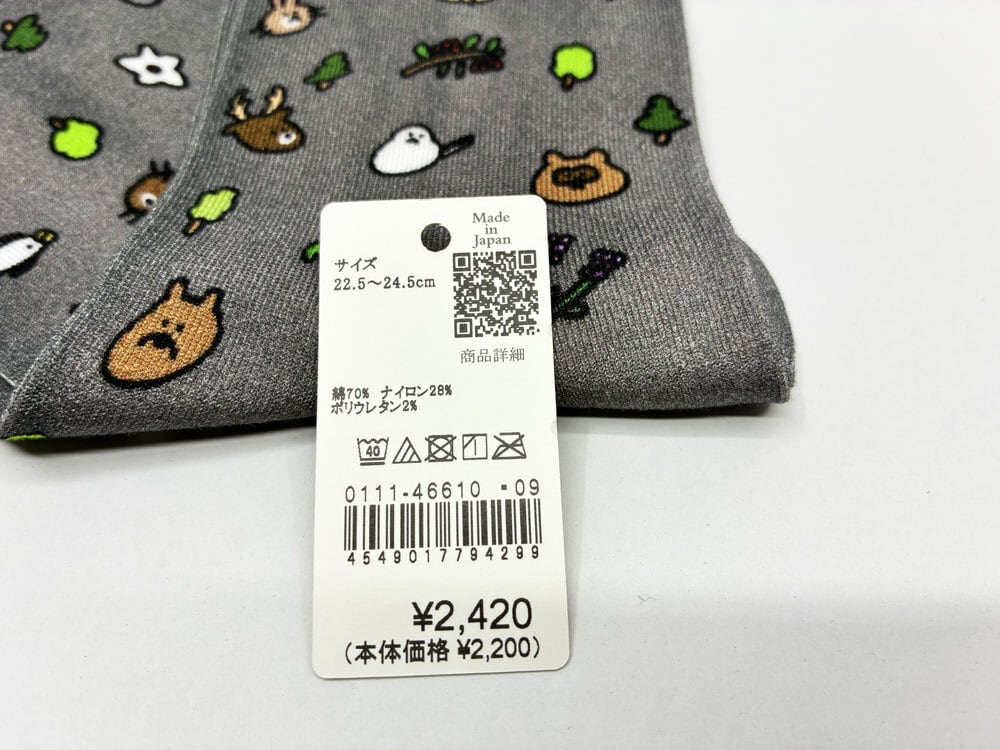 Made
in
Japan
サイズ
22.5～24.5cm
商品詳細
綿70% ナイロン28%
ポリウレタン2%
40
0111-46610 -09
4549017794299
¥2,420
(本体価格 ¥2,200)